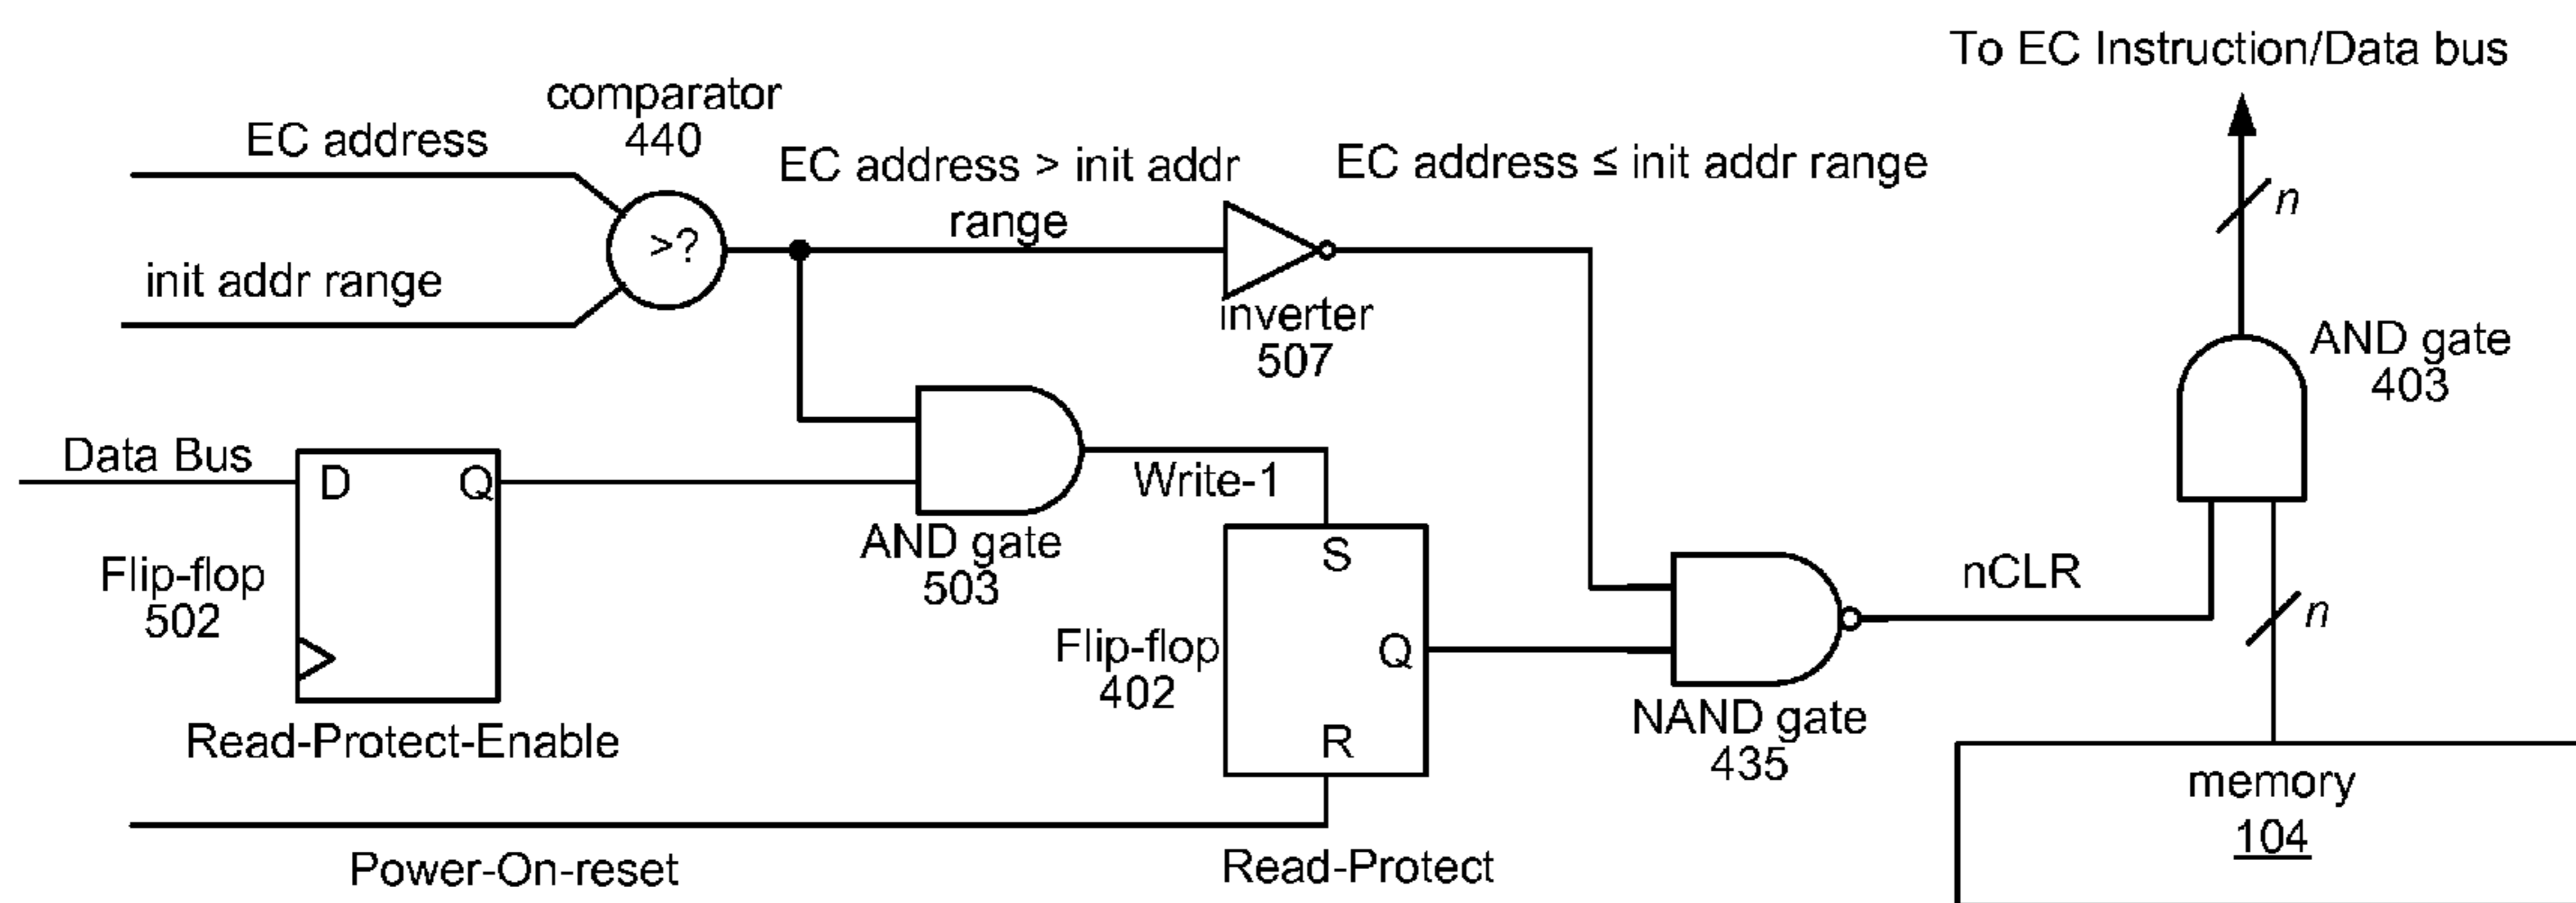 To EC Instruction/Data bus
comparator
440
EC address
EC address > init addr
range
EC address ≤ init addr range
n
>?
init addr range
inverter
507
AND gate
403
Data Bus
D
Q
Write-1
AND gate
503
Flip-flop
502
S
Flip-flop
402
Q
R
nCLR
n
Read-Protect-Enable
NAND gate
435
memory
104
Power-On-reset
Read-Protect